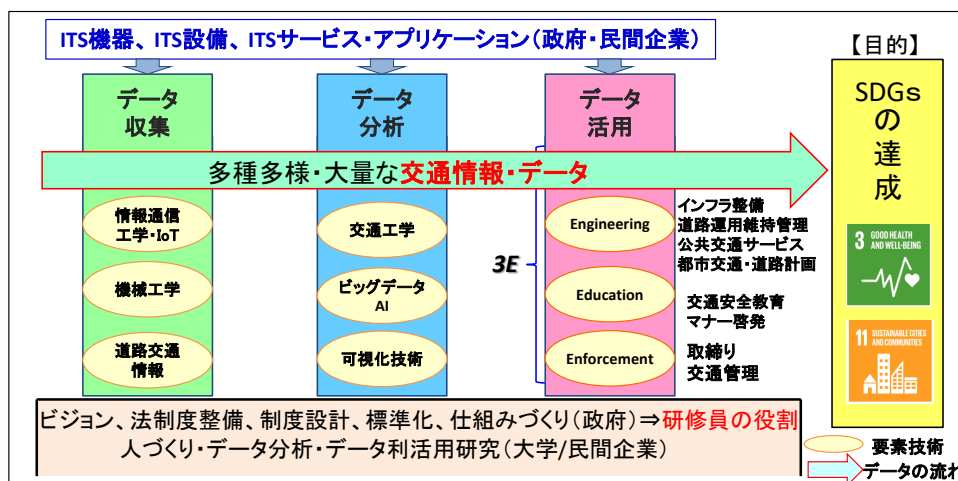 ITS機器、ITS設備、ITSサービス・アプリケーション（政府・民間企業）
【目的】
データ
収集
データ
分析
データ
活用
SDGs
の
達
成
多種多様・大量な交通情報・データ
情報通信
工学・IoT
機械工学
道路交通
情報
交通工学
ビッグデータ
AI
可視化技術
3E
Engineering
Education
Enforcement
インフラ整備
道路運用維持管理
公共交通サービス
都市交通・道路計画
交通安全教育
マナー啓発
取締り
交通管理
3 GOOD HEALTH
AND WELL-BEING
11 SUSTAINABLE CITIES
AND COMMUNITIES
ビジョン、法制度整備、制度設計、標準化、仕組みづくり（政府）⇒研修員の役割
人づくり・データ分析・データ利活用研究（大学/民間企業）
要素技術
データの流れ